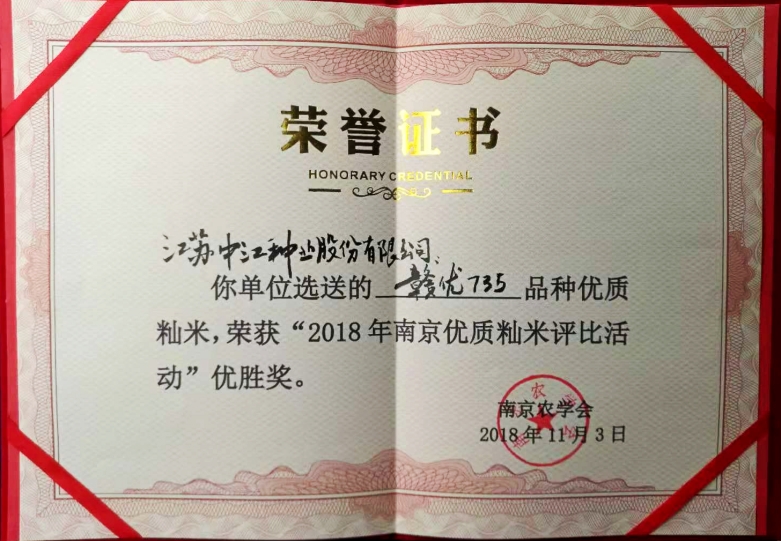 荣誉证书
HONORARY CREDENTIAL
江苏中江种业股份有限公司:
你单位选送的 赣优735 品种优质
籼米，荣获“2018年南京优质籼米评比活
动”优胜奖。
南京农学会
2018年11月3日